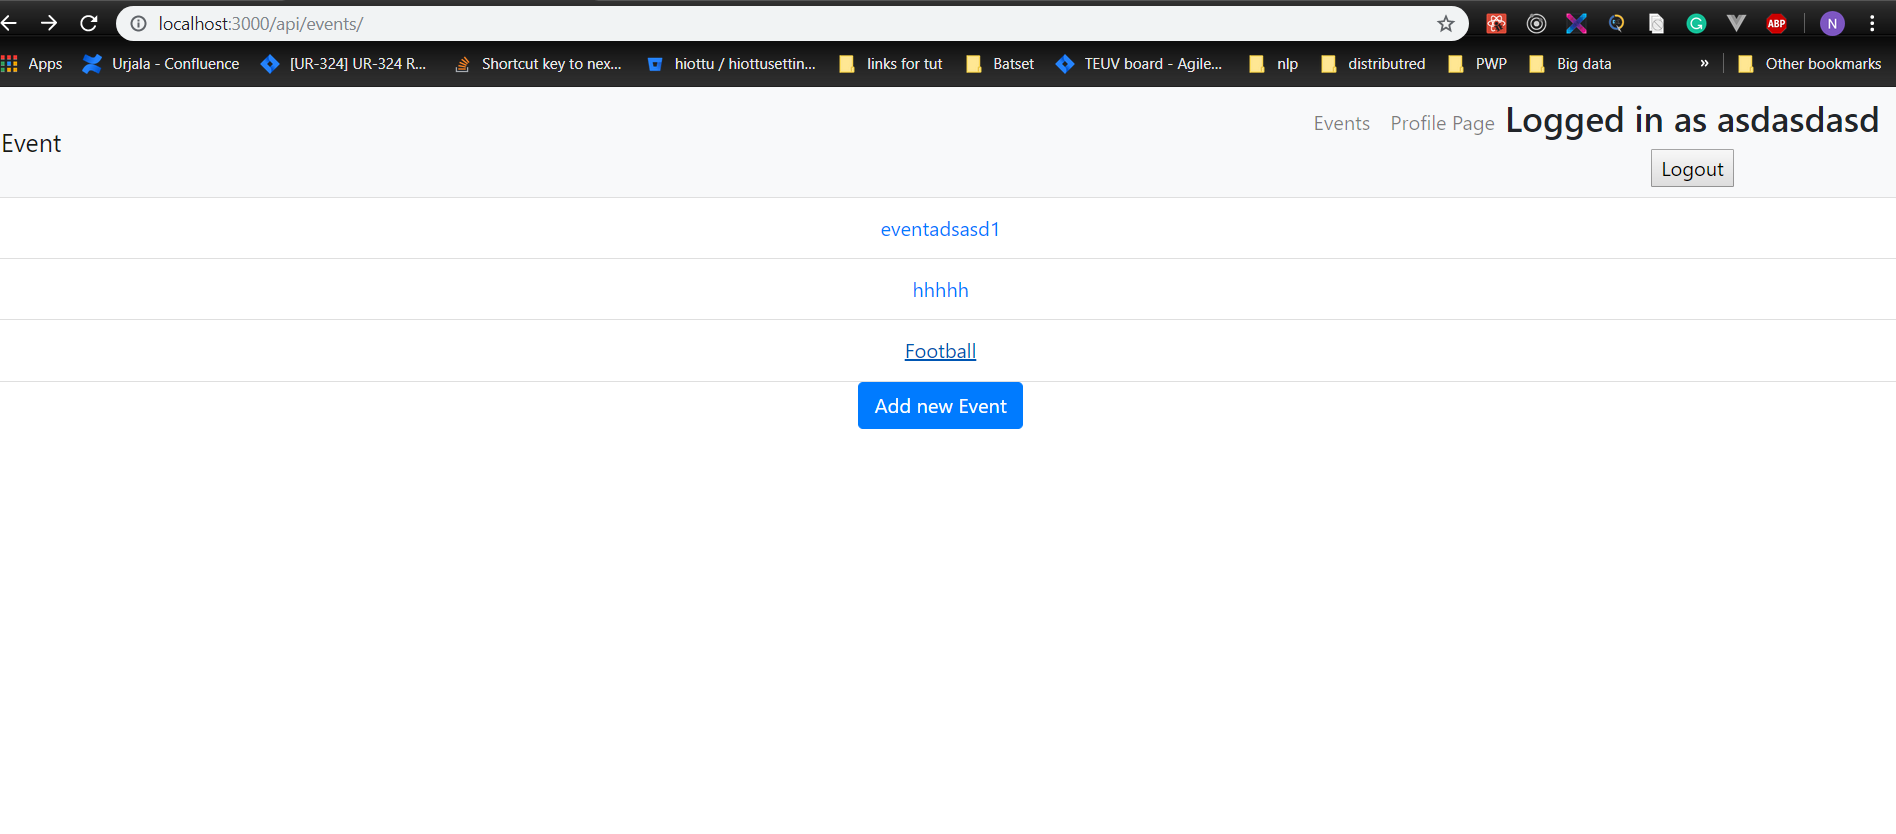 localhost:3000/api/events/
ABP
N
Apps
Urjala - Confluence
[UR-324] UR-324 R...
Shortcut key to nex...
hiottu / hiottusettin...
links for tut
Batset
TEUV board - Agile...
nlp
distributred
PWP
Big data
»
Other bookmarks
Event
Events
Profile Page
Logged in as asdasdasd
Logout
eventadsasd1
hhhhh
Football
Add new Event